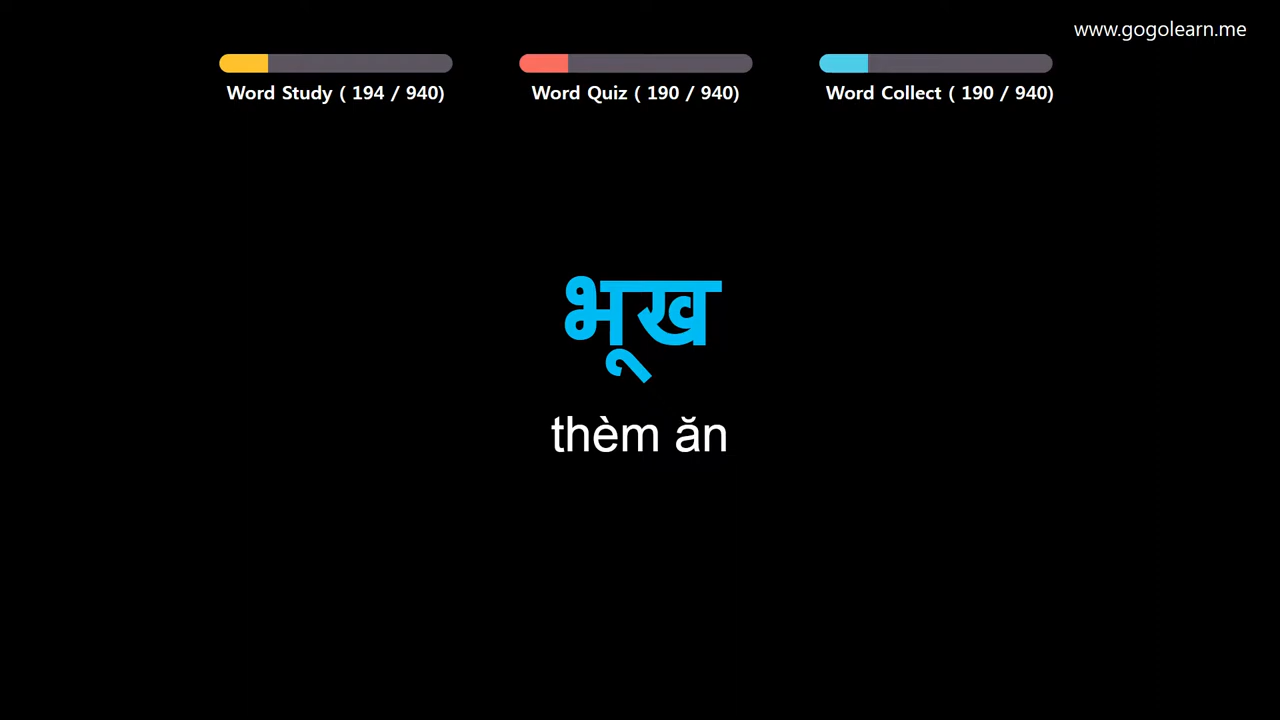 www.gogolearn.me
Word Study ( 194 / 940)
Word Quiz ( 190 / 940)
Word Collect ( 190 / 940)
भूख
thèm ăn